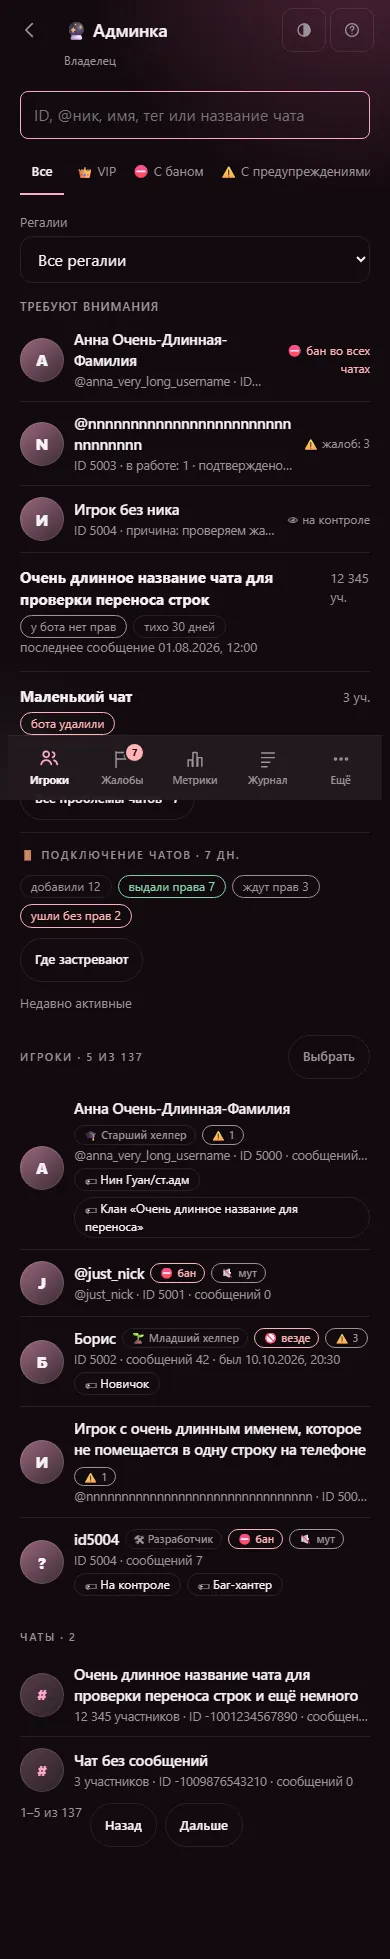 Админка
Владелец
ID, @ник, имя, тег или название чата
Все
VIP
С баном
С предупреждениями
Регалии
Все регалии
ТРЕБУЮТ ВНИМАНИЯ
А
Анна Очень-Длинная-
Фамилия
@anna_very_long_username · ID...
бан во всех
чатах
N
@nnnnnnnnnnnnnnnnnnnnnnnn
nnnnnnnn
ID 5003 · в работе: 1 · подтверждено...
жалоб: 3
И
Игрок без ника
ID 5004 · причина: проверяем жа...
на контроле
Очень длинное название чата для
проверки переноса строк
12 345
уч.
у бота нет прав
тихо 30 дней
последнее сообщение 01.08.2026, 12:00
Маленький чат
3 уч.
бота удалили
Игроки
7
Жалобы
Метрики
Журнал
Ещё
ПОДКЛЮЧЕНИЕ ЧАТОВ · 7 ДН.
добавили 12
выдали права 7
ждут прав 3
ушли без прав 2
Где застревают
Недавно активные
ИГРОКИ · 5 ИЗ 137
Выбрать
А
Анна Очень-Длинная-Фамилия
Старший хелпер
1
@anna_very_long_username · ID 5000 · сообщений...
Нин Гуан/ст.адм
Клан «Очень длинное название для
переноса»
J
@just_nick
бан
мут
@just_nick · ID 5001 · сообщений 0
Б
Борис
Младший хелпер
везде
3
ID 5002 · сообщений 42 · был 10.10.2026, 20:30
Новичок
И
Игрок с очень длинным именем, которое
не помещается в одну строку на телефоне
1
@nnnnnnnnnnnnnnnnnnnnnnnnnnnnnnnn · ID 500...
?
id5004
Разработчик
бан
мут
ID 5004 · сообщений 7
На контроле
Баг-хантер
ЧАТЫ · 2
#
Очень длинное название чата для
проверки переноса строк и ещё немного
12 345 участников · ID -1001234567890 · сообщен...
#
Чат без сообщений
3 участников · ID -1009876543210 · сообщений 0
1–5 из 137
Назад
Дальше